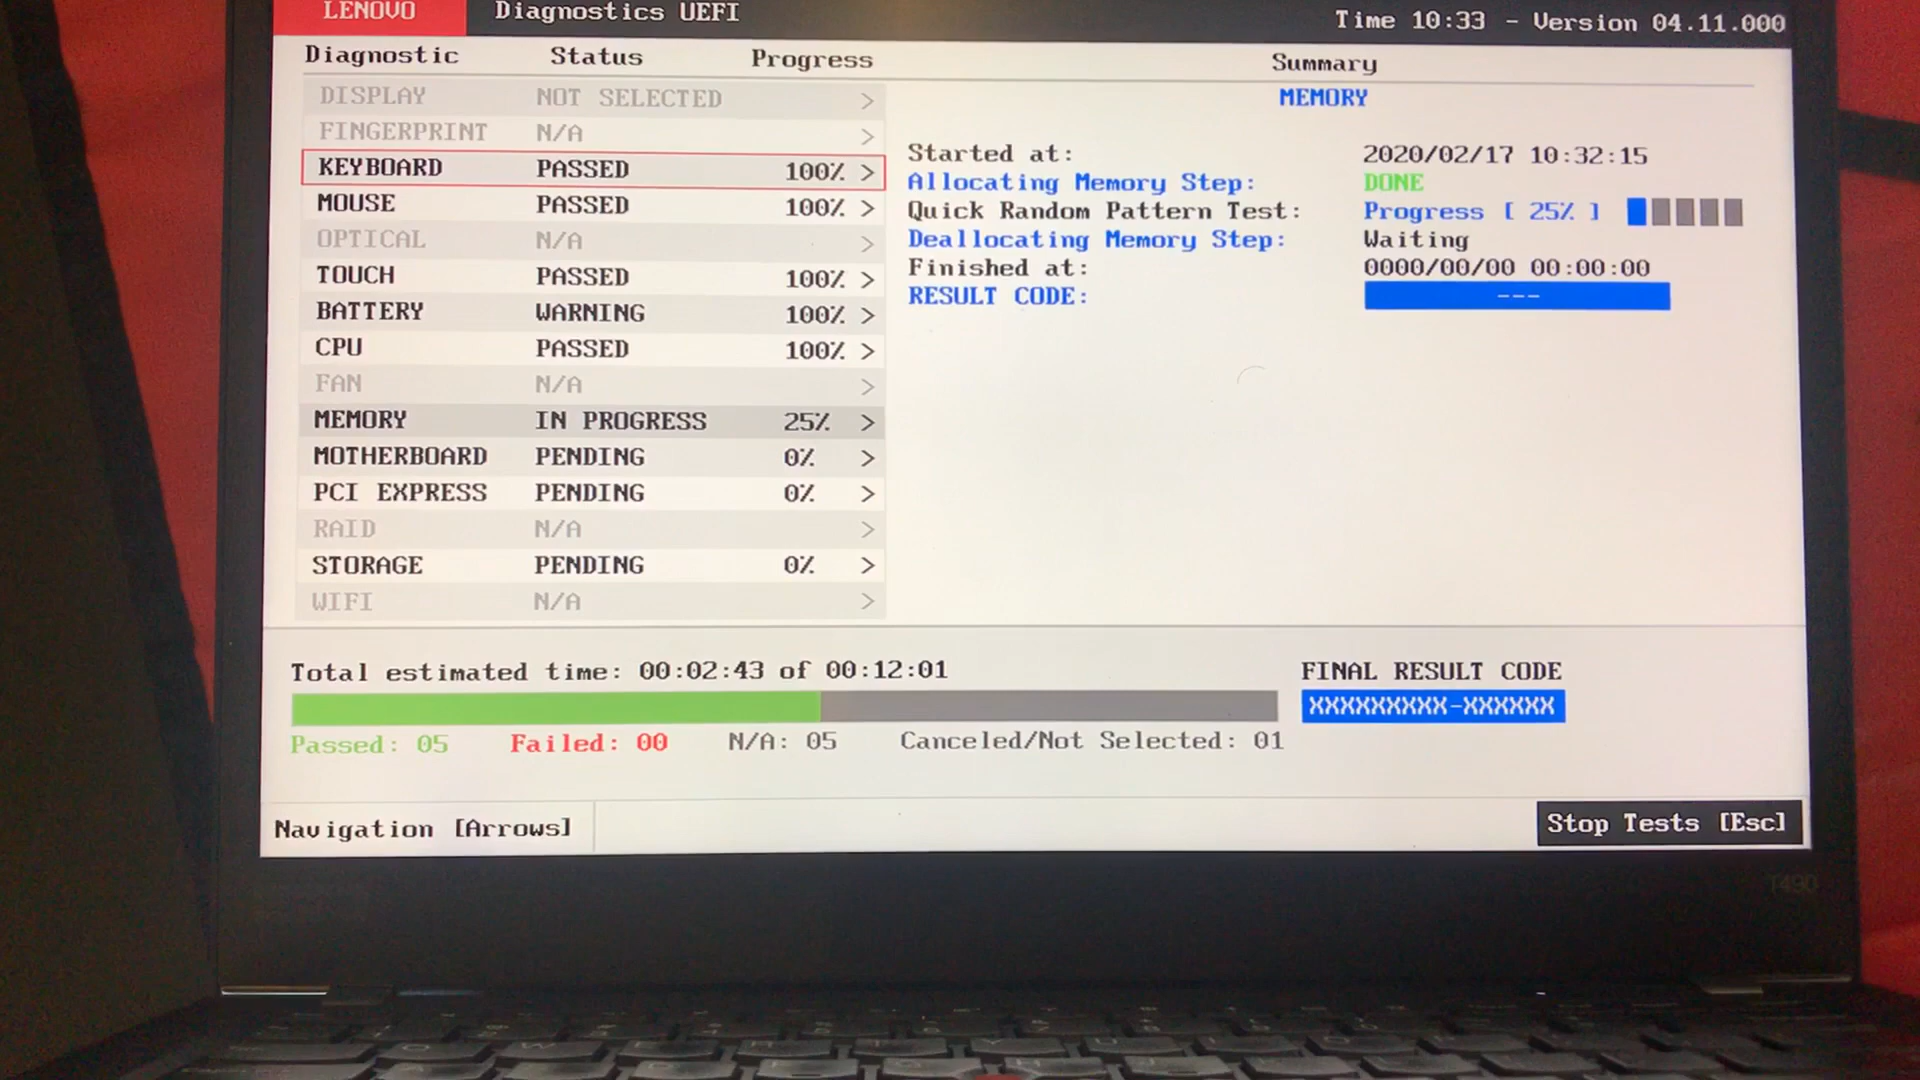 LENOVO Diagnostics UEFI Time 10:33 - Version 04.11.000
Diagnostic Status Progress Summary
DISPLAY NOT SELECTED > MEMORY
FINGERPRINT N/A >
KEYBOARD PASSED 100% > Started at: 2020/02/17 10:32:15
Allocating Memory Step: DONE
MOUSE PASSED 100% > Quick Random Pattern Test: Progress [ 25% ]
OPTICAL N/A > Deallocating Memory Step: Waiting
TOUCH PASSED 100% > Finished at: 0000/00/00 00:00:00
BATTERY WARNING 100% > RESULT CODE: ---
CPU PASSED 100% >
FAN N/A >
MEMORY IN PROGRESS 25% >
MOTHERBOARD PENDING 0% >
PCI EXPRESS PENDING 0% >
RAID N/A >
STORAGE PENDING 0% >
WIFI N/A >
Total estimated time: 00:02:43 of 00:12:01 FINAL RESULT CODE
XXXXXXXXX-XXXXXX
Passed: 05 Failed: 00 N/A: 05 Canceled/Not Selected: 01
Navigation [Arrows] Stop Tests [Esc]
T490